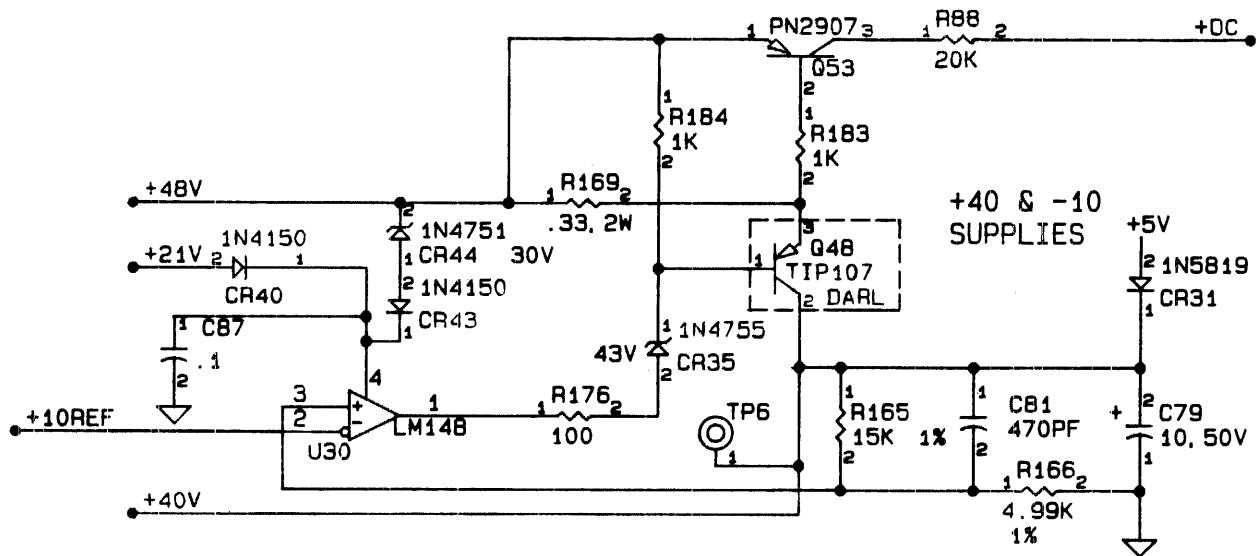 PN2907
1
3
Q53
2
R88
1
2
20K
+DC
1
R184
1K
2
1
R183
1K
2
+48V
R169
1
2
.33, 2W
+40 & -10
SUPPLIES
+5V
2
1N4751
CR44
30V
1
+21V
1N4150
2
1
CR40
2
1N4150
CR43
1
3
Q48
1
TIP107
DARL
2
2
1N5819
CR31
1
1
C87
.1
2
1
1N4755
43V
CR35
2
4
3
+
2
-
1
LM148
U30
+10REF
R176
1
2
100
TP6
1
1
R165
15K
1%
2
1
C81
470PF
2
2
+
C79
10, 50V
1
R166
1
2
4.99K
1%
+40V